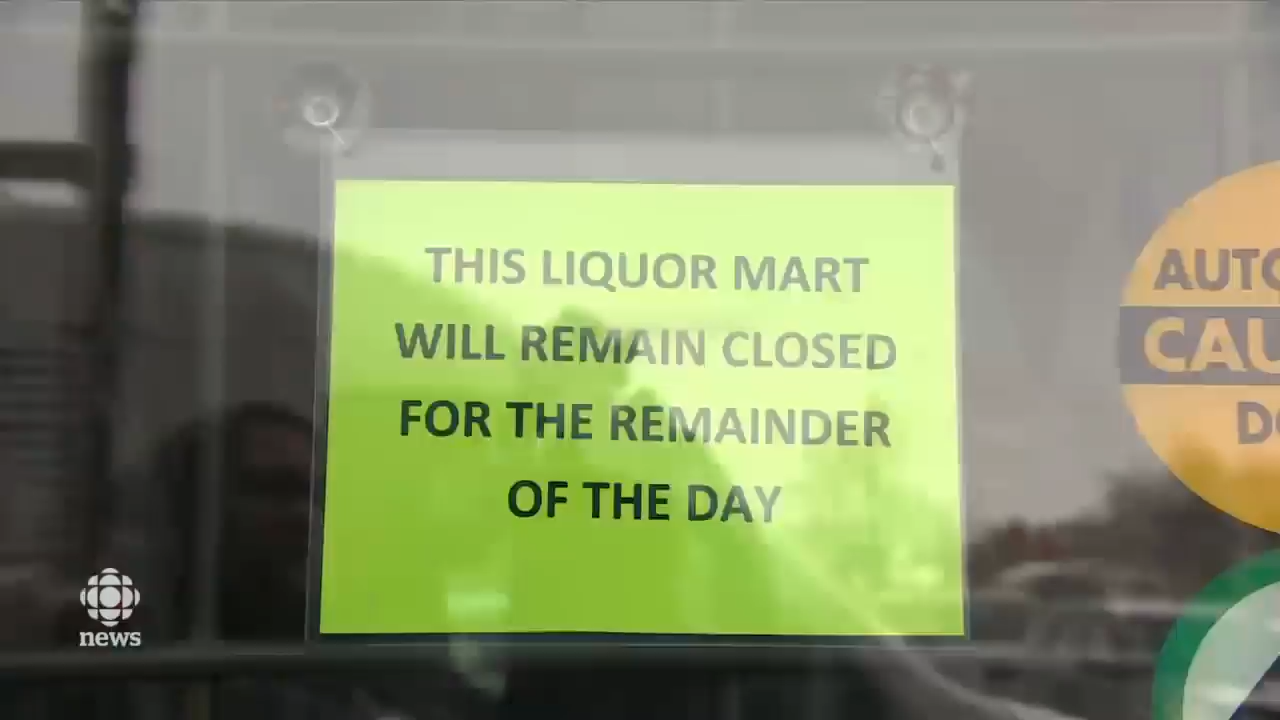 THIS LIQUOR MART
WILL REMAIN CLOSED
FOR THE REMAINDER
OF THE DAY
news